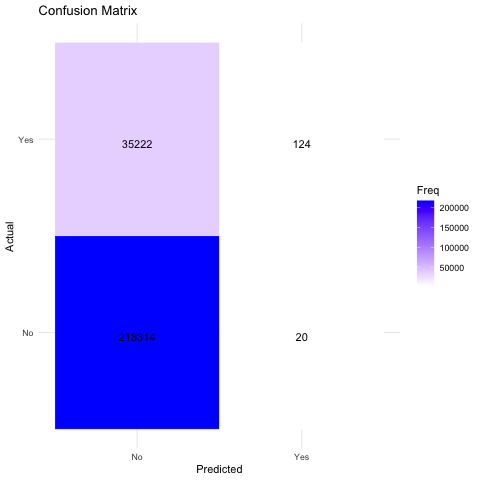 Confusion Matrix
Actual
Yes
35222
124
No
218314
20
No
Yes
Predicted
Freq
200000
150000
100000
50000